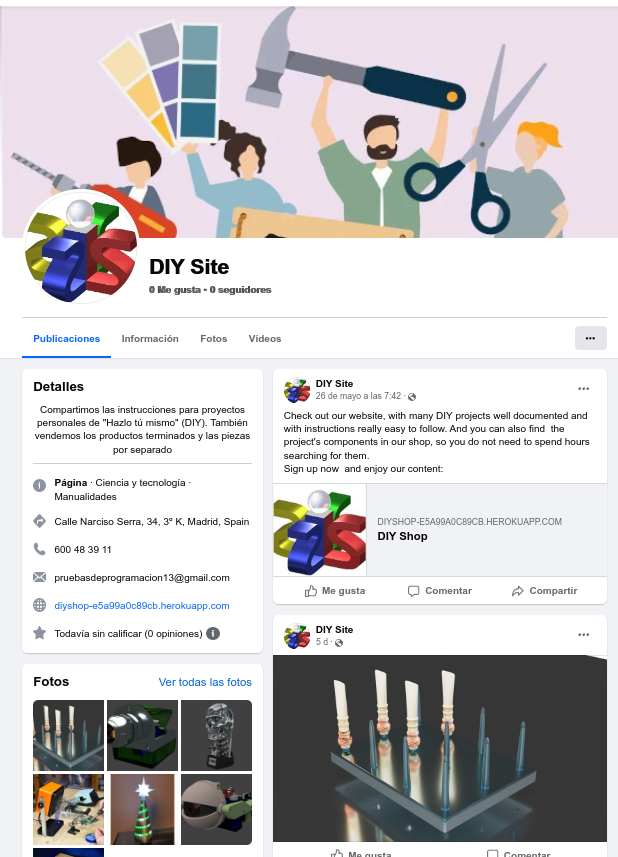 DIY Site
0 Me gusta • 0 seguidores
Publicaciones Información Fotos Videos
Detalles
Compartimos las instrucciones para proyectos
personales de "Hazlo tú mismo" (DIY). También
vendemos los productos terminados y las piezas
por separado
Página · Ciencia y tecnología ·
Manualidades
Calle Narciso Serra, 34, 3º K, Madrid, Spain
600 48 39 11
pruebasdeprogramacion13@gmail.com
diyshop-e5a99a0c89cb.herokuapp.com
Todavía sin calificar (0 opiniones)
Fotos Ver todas las fotos
DIY Site
26 de mayo a las 7:42 ·
Check out our website, with many DIY projects well documented and
with instructions really easy to follow. And you can also find the
project's components in our shop, so you do not need to spend hours
searching for them.
Sign up now and enjoy our content:
DIYSHOP-E5A99A0C89CB.HEROKUAPP.COM
DIY Shop
Me gusta Comentar Compartir
DIY Site
5 d ·
Me gusta Comentar